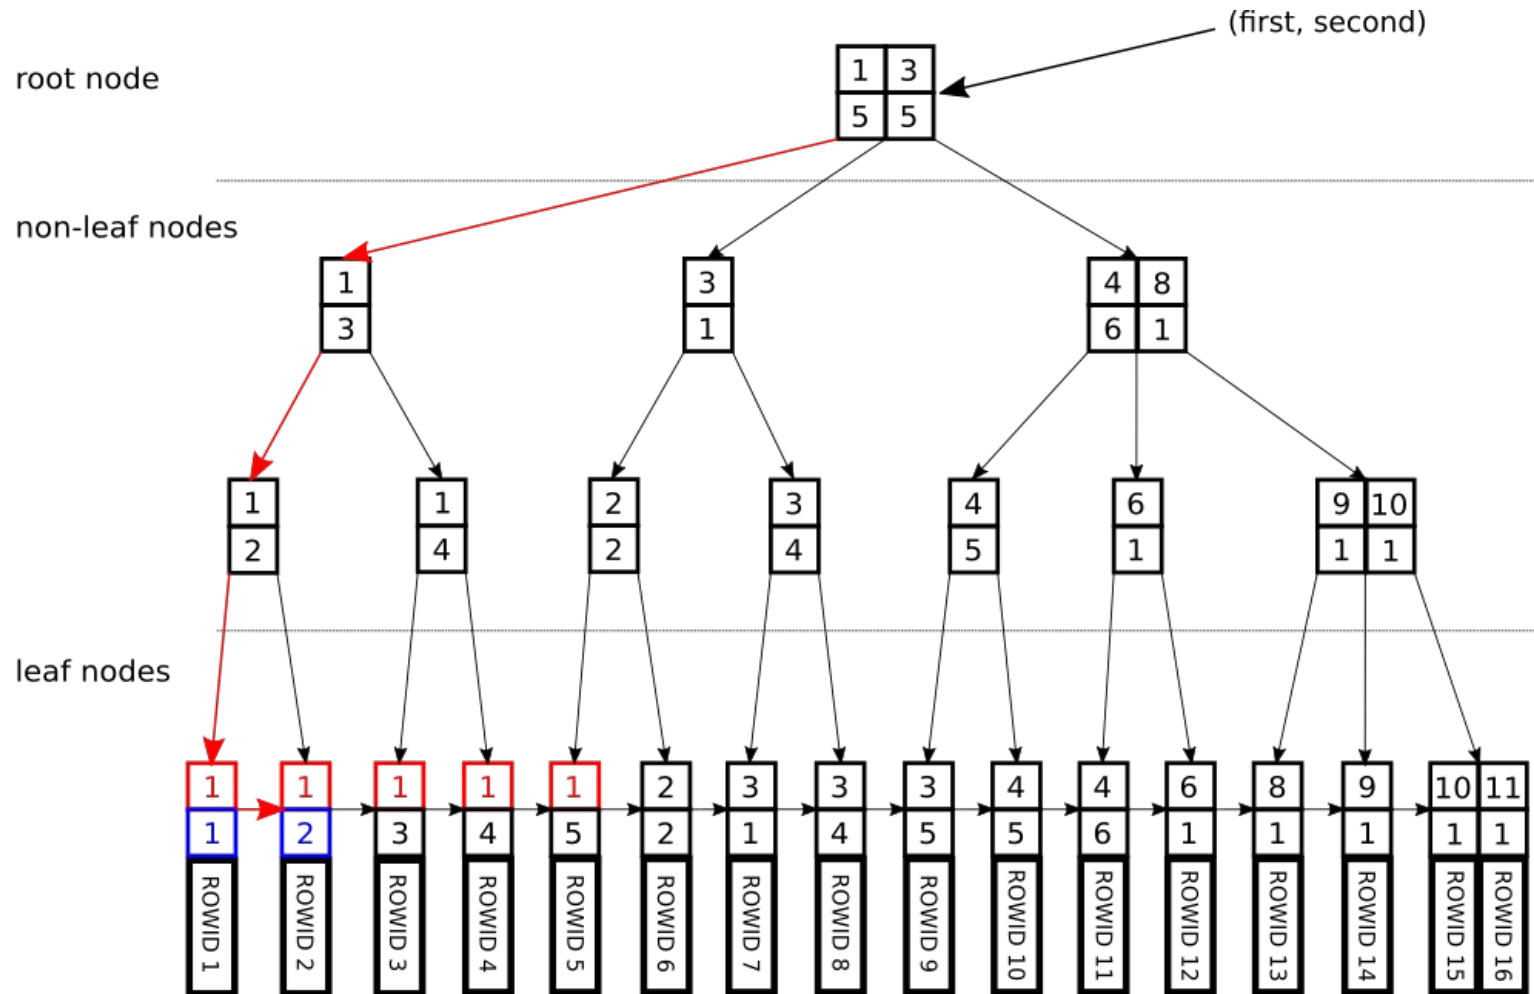 (first, second)
root node
1 3
5 5
non-leaf nodes
1 3 4 8
3 1 6 1
1 1 2 3 4 6 9 10
2 4 2 4 5 1 1 1
leaf nodes
1 1 1 1 1 2 3 3 3 4 4 6 8 9 10 11
1 2 3 4 5 2 1 4 5 5 6 1 1 1 1 1
ROWID 1
ROWID 2
ROWID 3
ROWID 4
ROWID 5
ROWID 6
ROWID 7
ROWID 8
ROWID 9
ROWID 10
ROWID 11
ROWID 12
ROWID 13
ROWID 14
ROWID 15
ROWID 16